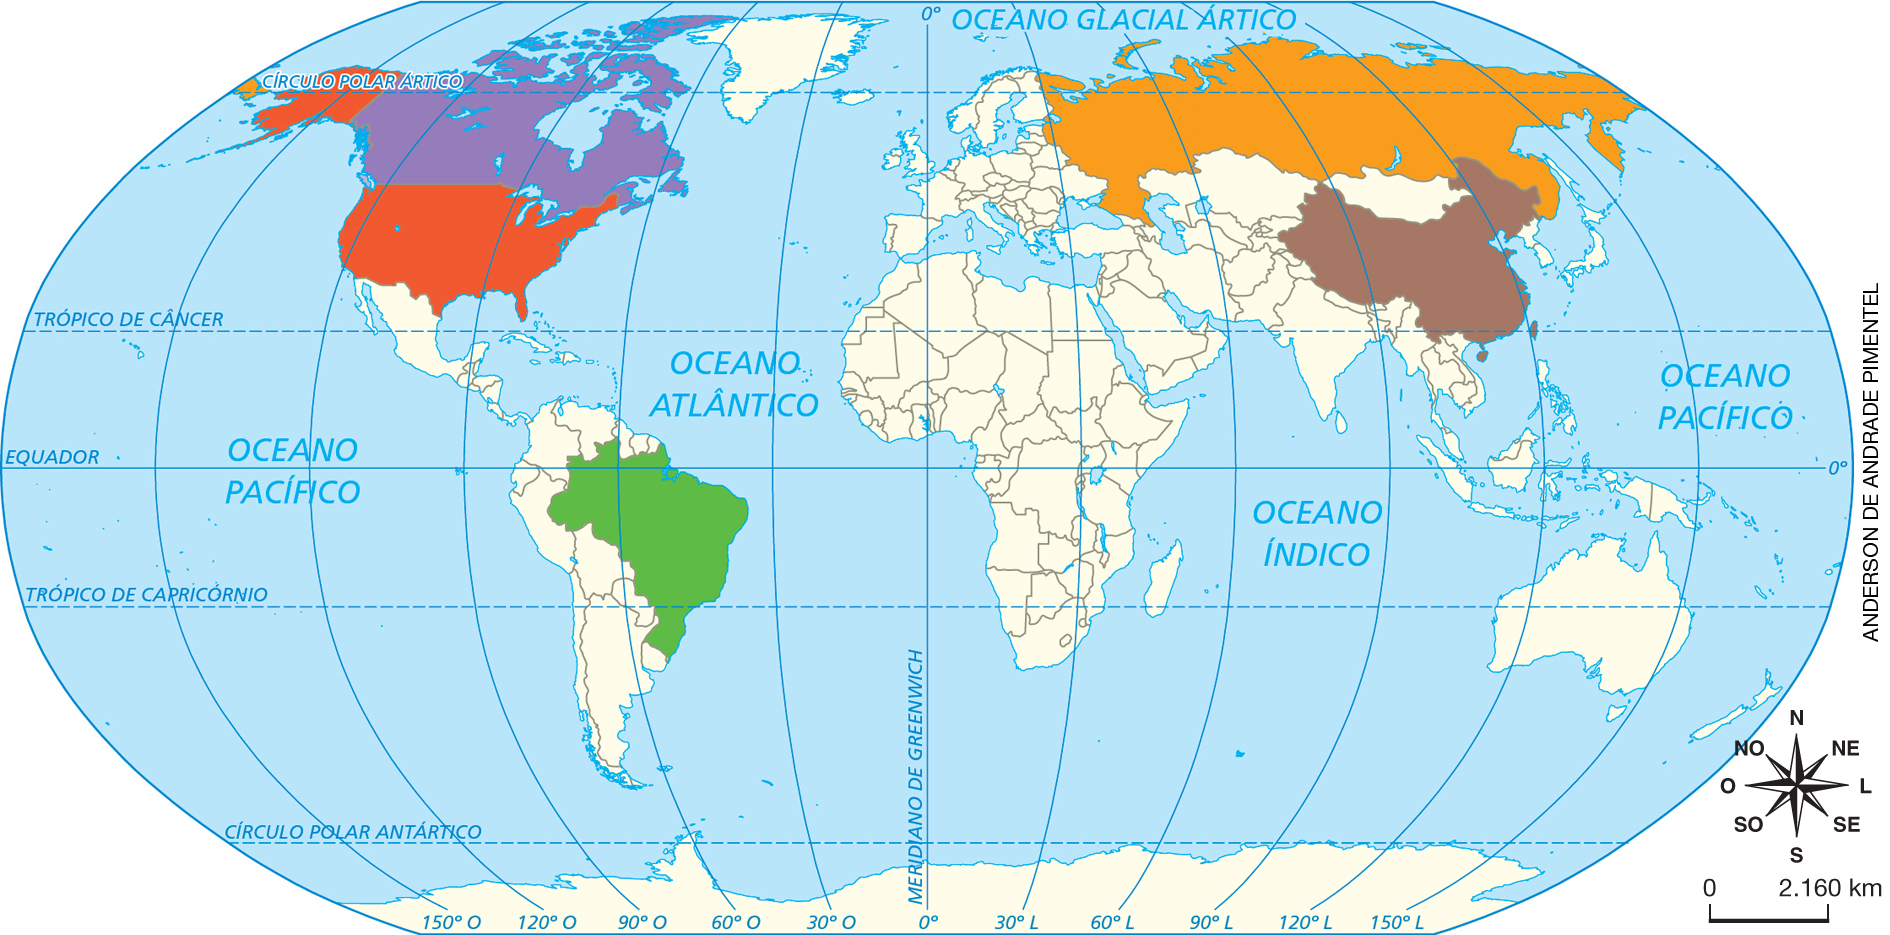 0°
OCEANO GLACIAL ÁRTICO
CÍRCULO POLAR ÁRTICO
TRÓPICO DE CÂNCER
OCEANO
ATLÂNTICO
OCEANO
PACÍFICO
OCEANO
PACÍFICO
EQUADOR
0°
OCEANO
ÍNDICO
TRÓPICO DE CAPRICÓRNIO
MERIDIANO DE GREENWICH
CÍRCULO POLAR ANTÁRTICO
150° O 120° O 90° O 60° O 30° O 0° 30° L 60° L 90° L 120° L 150° L
ANDERSON DE ANDRADE PIMENTEL
N
NO NE
O L
SO SE
S
0 2.160 km